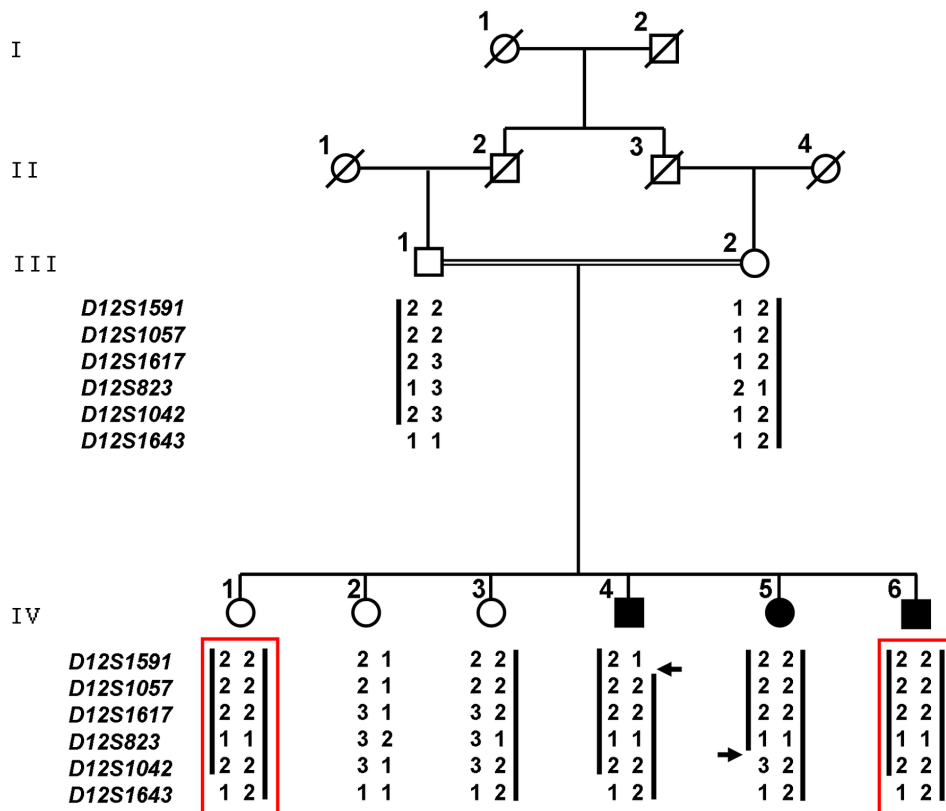 I 1 2
II 1 2 3 4
III 1 2
D12S1591 2 2 1 2
D12S1057 2 2 1 2
D12S1617 2 3 1 2
D12S823 1 3 2 1
D12S1042 2 3 1 2
D12S1643 1 1 1 2
IV 1 2 3 4 5 6
D12S1591 2 2 2 1 2 2 2 1 2 2 2 2
D12S1057 2 2 2 1 2 2 2 2 2 2 2 2
D12S1617 2 2 3 1 3 2 2 2 2 2 2 2
D12S823 1 1 3 2 3 1 1 1 1 1 1 1
D12S1042 2 2 3 1 3 2 2 2 3 2 2 2
D12S1643 1 2 1 1 1 2 1 2 1 2 1 2